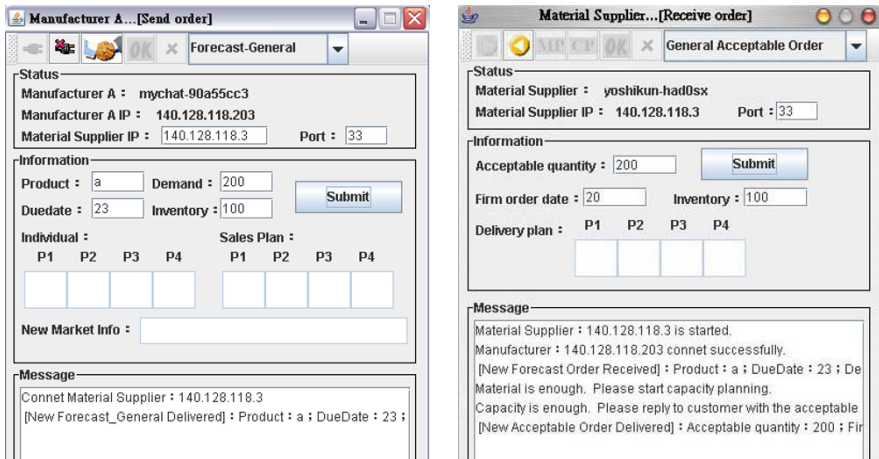 Manufacturer A...[Send order]
OK
Forecast-General
Status
Manufacturer A : mychat-90a55cc3
Manufacturer A IP : 140.128.118.203
Material Supplier IP : 140.128.118.3 Port : 33
Information
Product : a Demand : 200
Submit
Duedate : 23 Inventory : 100
Individual : Sales Plan :
P1 P2 P3 P4 P1 P2 P3 P4
New Market Info :
Message
Connet Material Supplier : 140.128.118.3
[New Forecast_General Delivered] : Product : a ; DueDate : 23 ;
Material Supplier...[Receive order]
MP CP OK
General Acceptable Order
Status
Material Supplier : yoshikun-had0sx
Material Supplier IP : 140.128.118.3 Port : 33
Information
Acceptable quantity : 200 Submit
Firm order date : 20 Inventory : 100
Delivery plan : P1 P2 P3 P4
Message
Material Supplier : 140.128.118.3 is started.
Manufacturer : 140.128.118.203 connet successfully.
[New Forecast Order Received] : Product : a ; DueDate : 23 ; De
Material is enough. Please start capacity planning.
Capacity is enough. Please reply to customer with the acceptable
[New Acceptable Order Delivered] : Acceptable quantity : 200 ; Fir